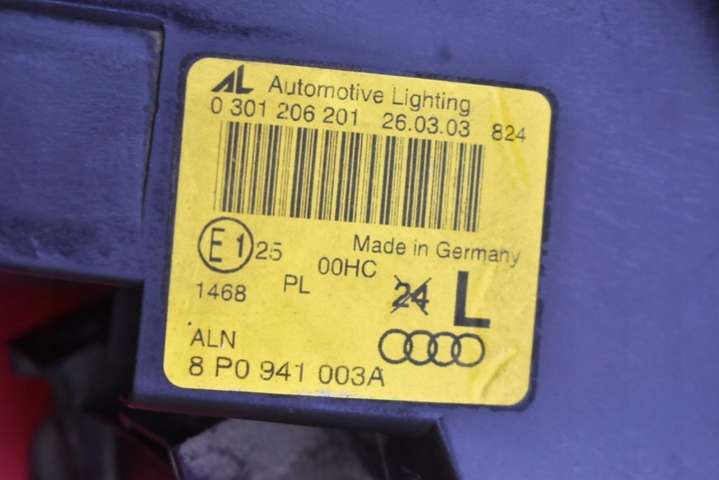 AL Automotive Lighting
0 301 206 201 26.03.03 824
E1 25 00HC Made in Germany
1468 PL 24 L
ALN
8 P0 941 003A